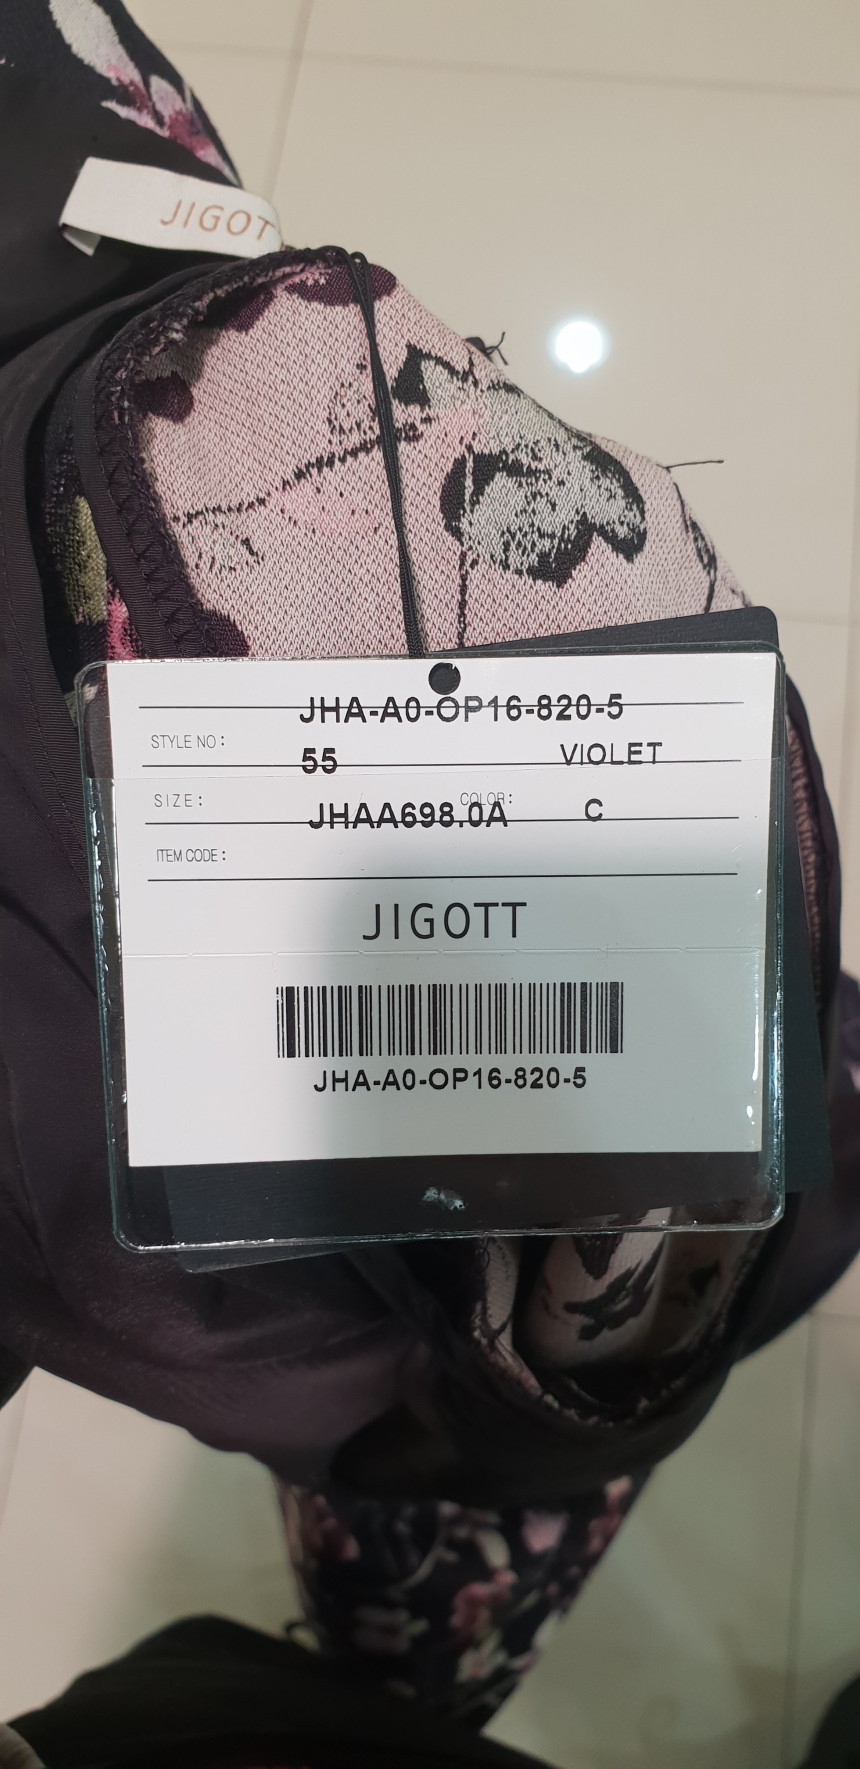 JIGOT
JHA-A0-OP16-820-5
STYLE NO:
55 VIOLET
SIZE: COLOR:
JHAA698.0A C
ITEM CODE:
JIGOTT
JHA-A0-OP16-820-5